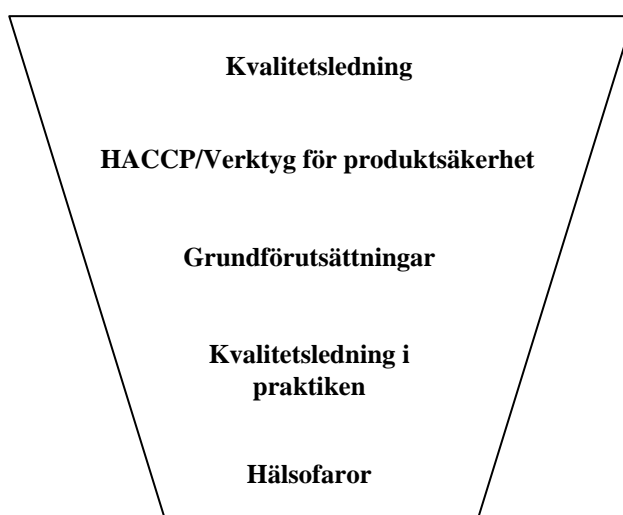 Kvalitetsledning
HACCP/Verktyg för produktsäkerhet
Grundförutsättningar
Kvalitetsledning i
praktiken
Hälsofaror